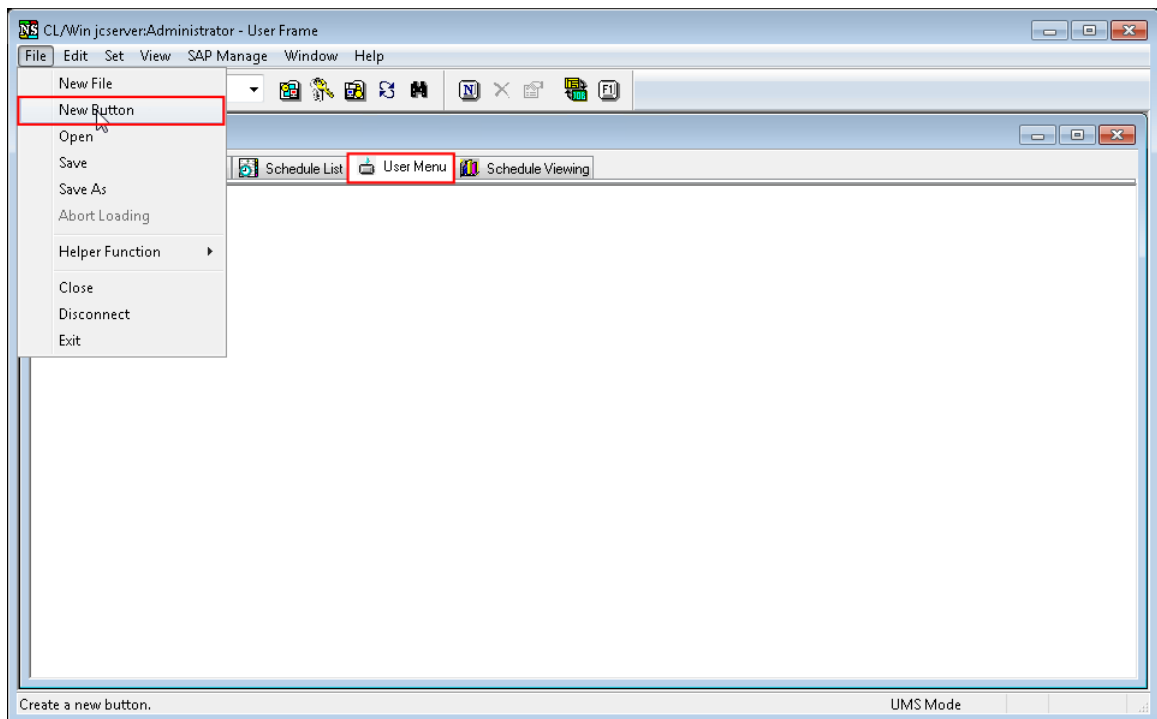 NS CL/Win jcserver:Administrator - User Frame
File Edit Set View SAP Manage Window Help
New File
New Button
Open
Save
Save As
Abort Loading
Helper Function
Close
Disconnect
Exit
N F1
Schedule List User Menu Schedule Viewing
Create a new button. UMS Mode